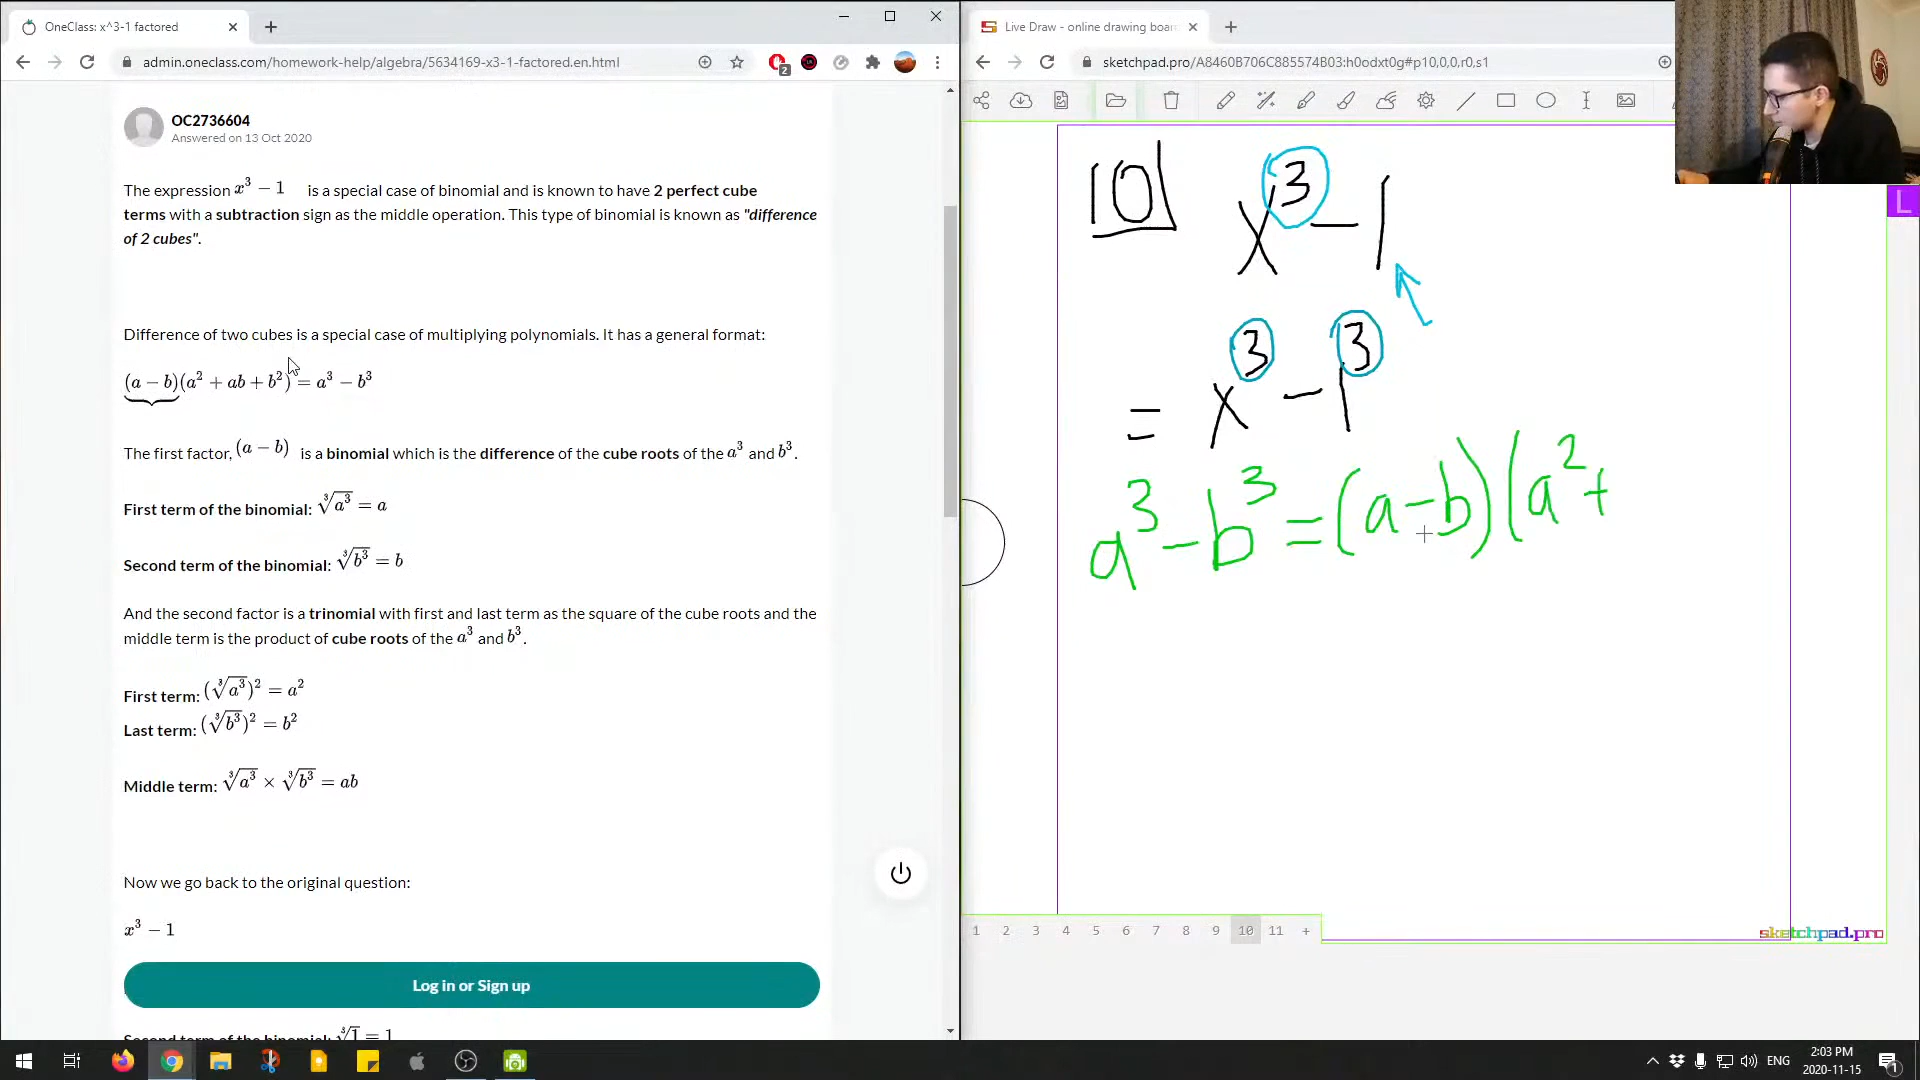 OneClass: x^3-1 factored
admin.oneclass.com/homework-help/algebra/5634169-x3-1-factored.en.html
2
OC2736604
Answered on 13 Oct 2020
The expression x³ − 1 is a special case of binomial and is known to have 2 perfect cube
terms with a subtraction sign as the middle operation. This type of binomial is known as "difference
of 2 cubes".
Difference of two cubes is a special case of multiplying polynomials. It has a general format:
(a − b)(a² + ab + b²) = a³ − b³
The first factor, (a − b) is a binomial which is the difference of the cube roots of the a³ and b³.
First term of the binomial: ∛a³ = a
Second term of the binomial: ∛b³ = b
And the second factor is a trinomial with first and last term as the square of the cube roots and the
middle term is the product of cube roots of the a³ and b³.
First term: (∛a³)² = a²
Last term: (∛b³)² = b²
Middle term: ∛a³ × ∛b³ = ab
Now we go back to the original question:
x³ − 1
Log in or Sign up
Second term of the binomial: ∛1 = 1
Live Draw - online drawing boar
sketchpad.pro/A8460B706C885574B03:h0odxt0g#p10,0,0,r0,s1
L
10 x³ − 1
= x³ − 1³
a³ − b³ = (a − b)(a² +
1 2 3 4 5 6 7 8 9 10 11 +
sketchpad.pro
ENG
2:03 PM
2020-11-15
1